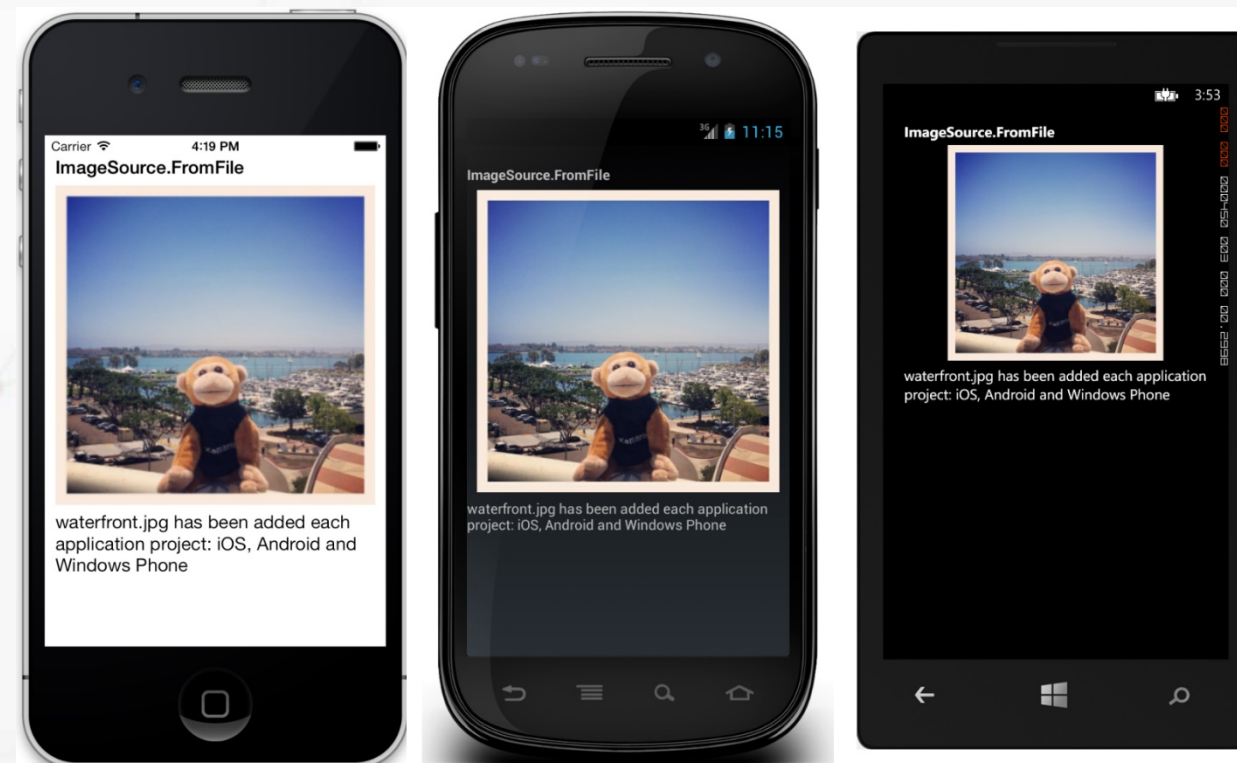 Carrier 4:19 PM
ImageSource.FromFile
waterfront.jpg has been added each
application project: iOS, Android and
Windows Phone
3G 11:15
ImageSource.FromFile
waterfront.jpg has been added each application
project: iOS, Android and Windows Phone
3:53
ImageSource.FromFile
waterfront.jpg has been added each application
project: iOS, Android and Windows Phone